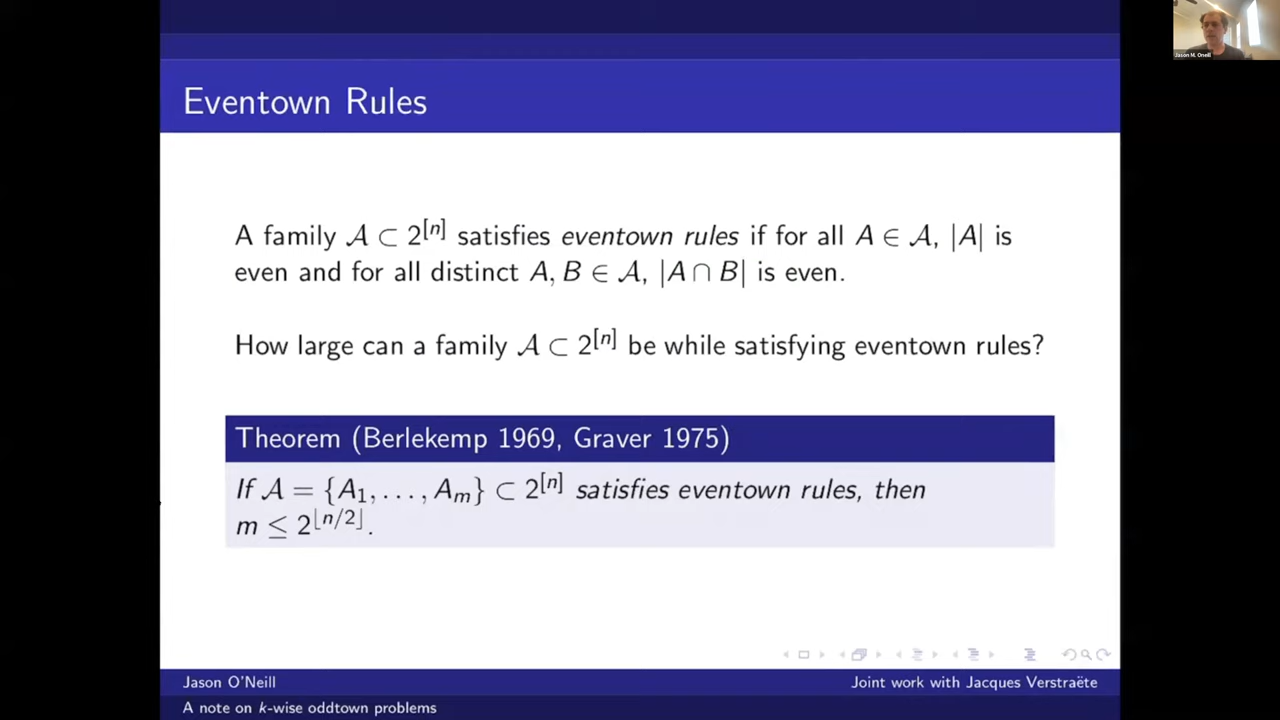 Jason M. Oneill
Eventown Rules
A family 𝒜 ⊂ 2^[n] satisfies eventown rules if for all A ∈ 𝒜, |A| is
even and for all distinct A, B ∈ 𝒜, |A ∩ B| is even.
How large can a family 𝒜 ⊂ 2^[n] be while satisfying eventown rules?
Theorem (Berlekemp 1969, Graver 1975)
If 𝒜 = {A₁, . . . , Aₘ} ⊂ 2^[n] satisfies eventown rules, then
m ≤ 2^⌊n/2⌋.
Jason O'Neill
Joint work with Jacques Verstraëte
A note on k-wise oddtown problems